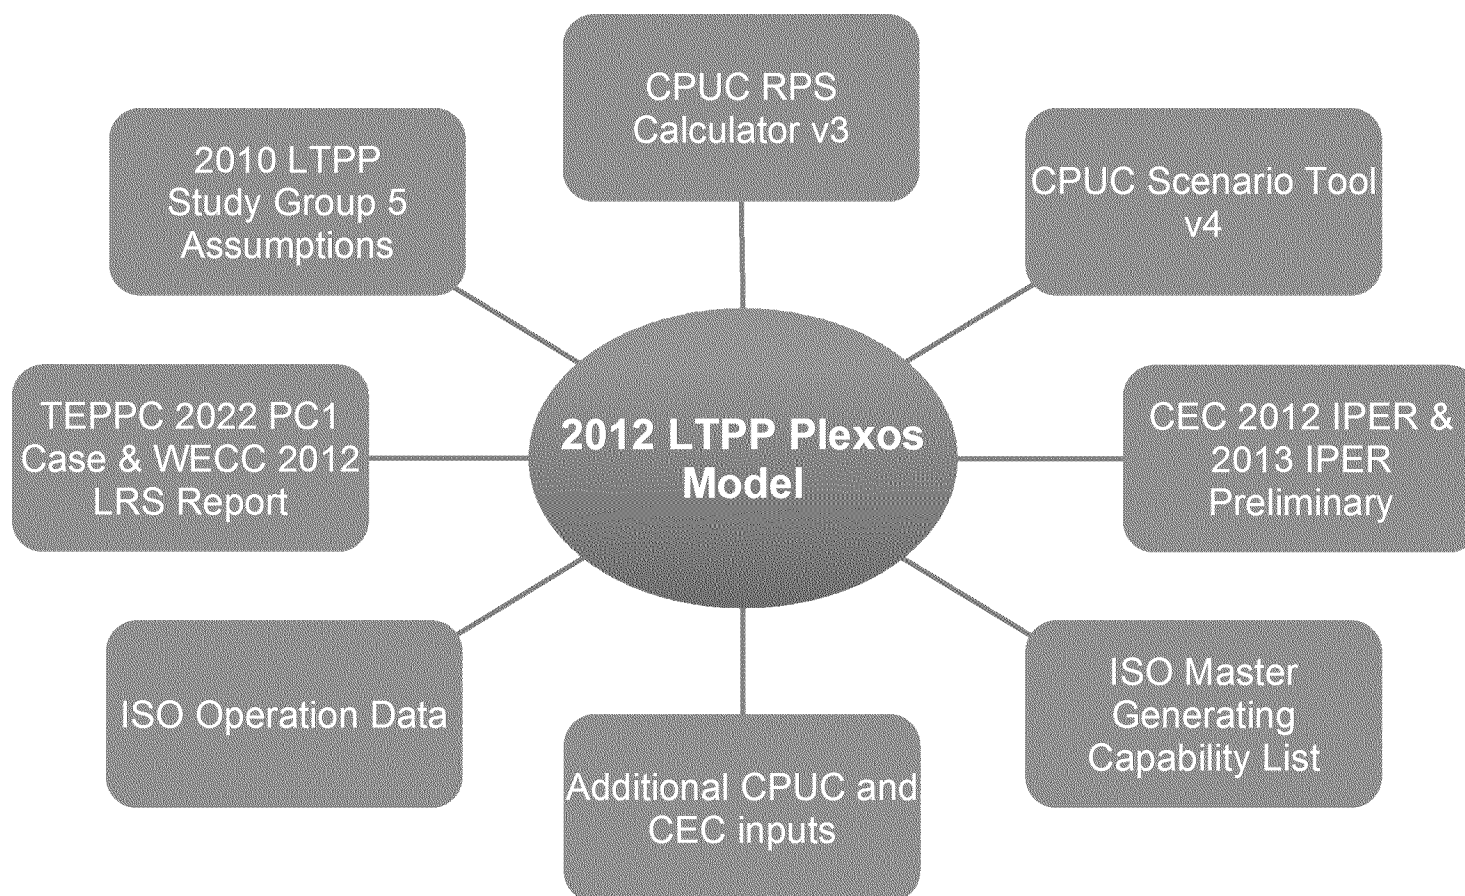 CPUC RPS
Calculator v3
2010 LTPP
Study Group 5
Assumptions
CPUC Scenario Tool
v4
TEPPC 2022 PC1
Case & WECC 2012
LRS Report
2012 LTPP Plexos
Model
CEC 2012 IPER &
2013 IPER
Preliminary
ISO Operation Data
ISO Master
Generating
Capability List
Additional CPUC and
CEC inputs